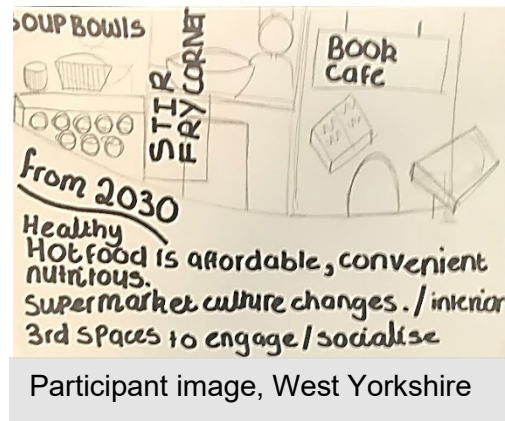 SOUP BOWLS
STIR
FRY CORNER
Book
Cafe
from 2030
Healthy
Hot food is affordable, convenient
nutritous.
Supermarket culture changes. / interior
3rd spaces to engage / socialise
Participant image, West Yorkshire